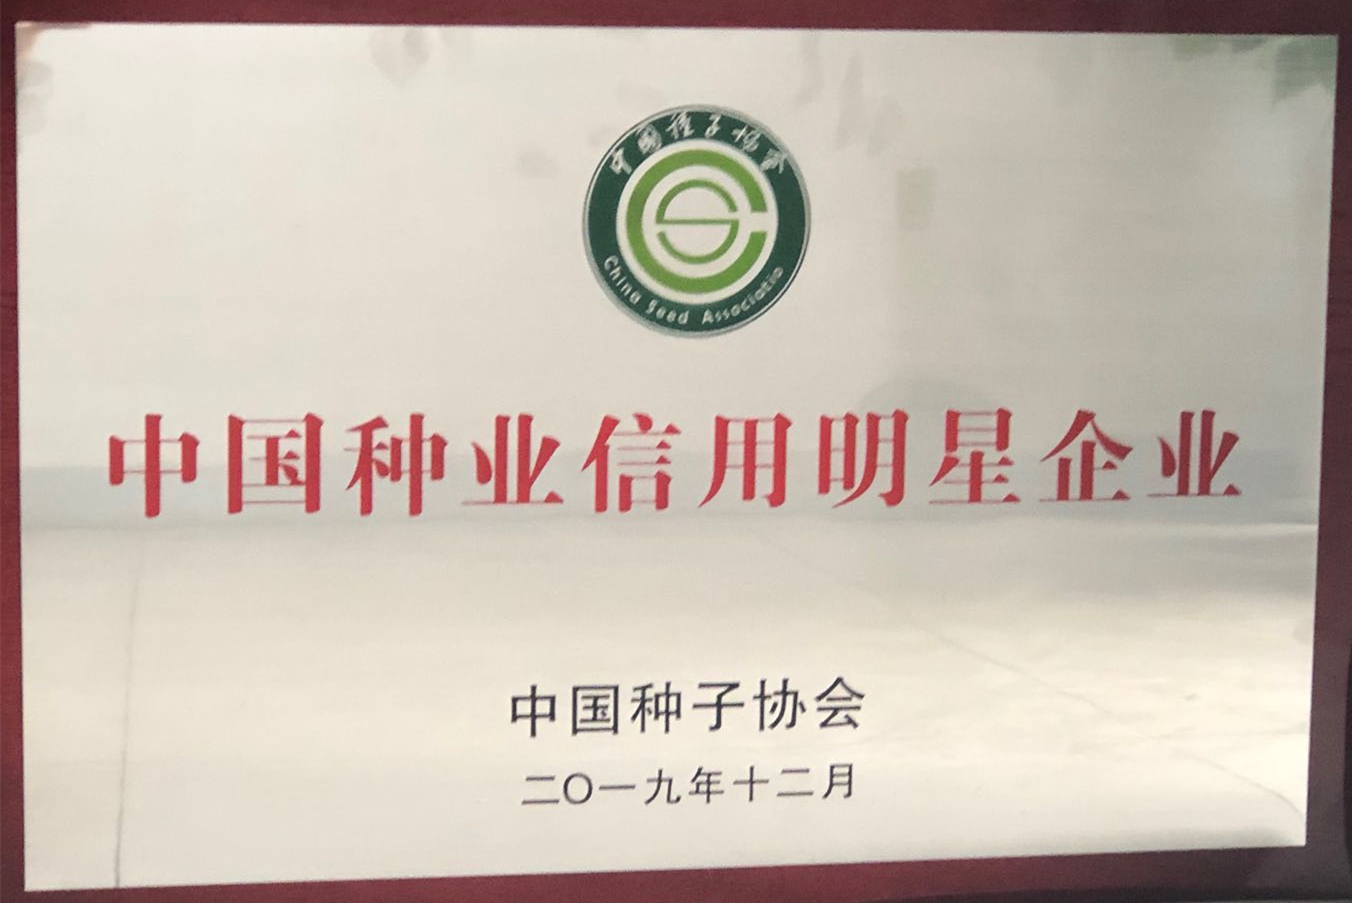 中国种子协会
China Seed Associatio
中国种业信用明星企业
中国种子协会
二〇一九年十二月